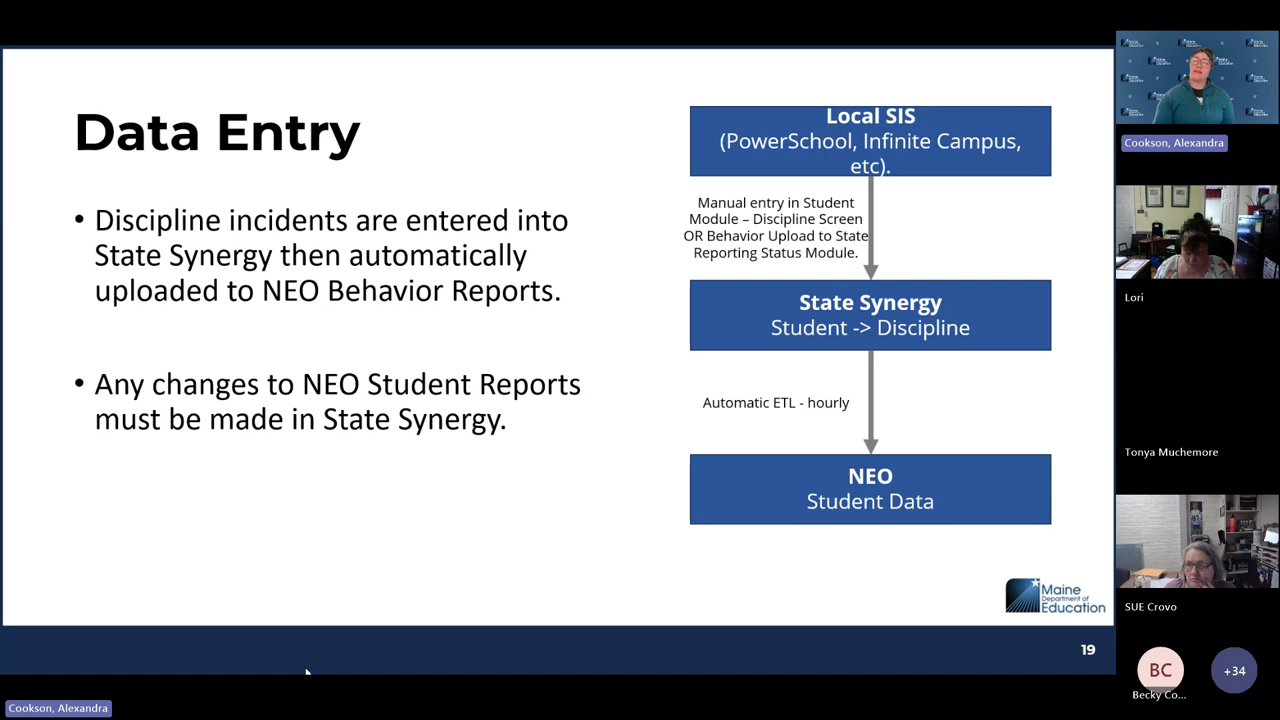 Data Entry
• Discipline incidents are entered into
State Synergy then automatically
uploaded to NEO Behavior Reports.
• Any changes to NEO Student Reports
must be made in State Synergy.
Local SIS
(PowerSchool, Infinite Campus,
etc).
Manual entry in Student
Module – Discipline Screen
OR Behavior Upload to State
Reporting Status Module.
State Synergy
Student -> Discipline
Automatic ETL - hourly
NEO
Student Data
Maine
Department of
Education
19
Cookson, Alexandra
Cookson, Alexandra
Lori
Tonya Muchemore
SUE Crovo
BC
Becky Co...
+34